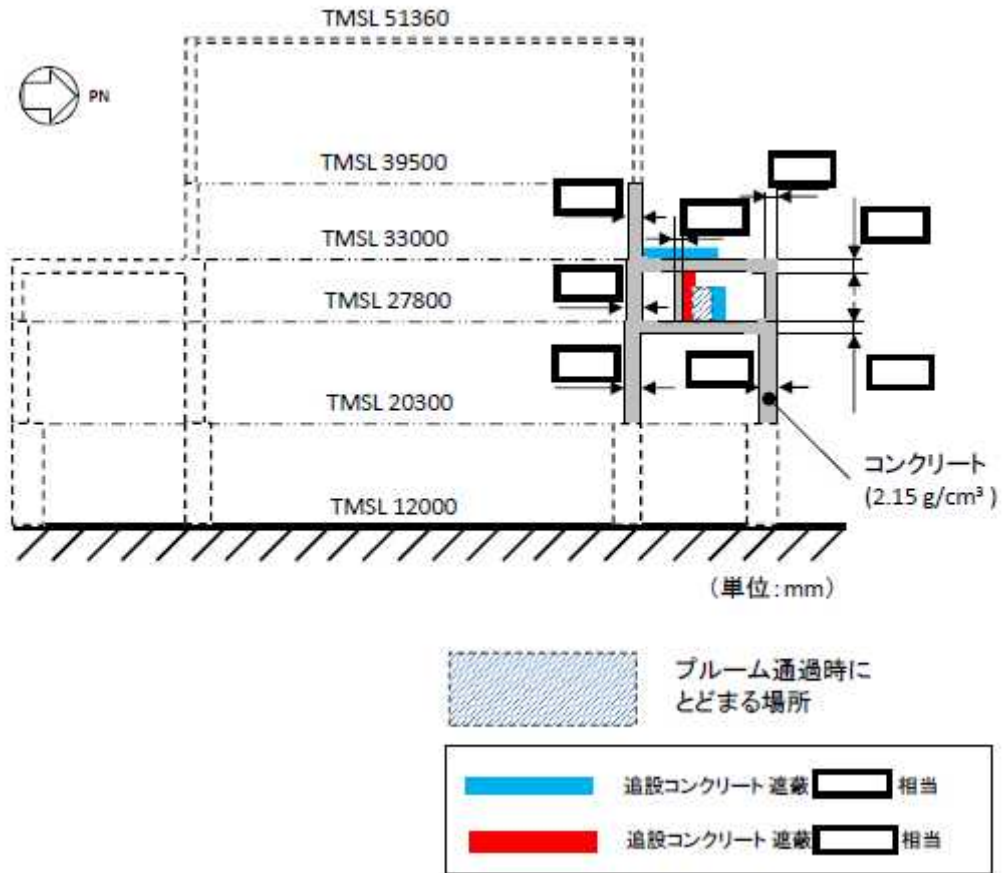 TMSL 51360
PN
TMSL 39500
TMSL 33000
TMSL 27800
TMSL 20300
コンクリート
(2.15 g/cm³ )
TMSL 12000
(単位:mm)
プルーム通過時に
とどまる場所
追設コンクリート 遮蔽 相当
追設コンクリート 遮蔽 相当